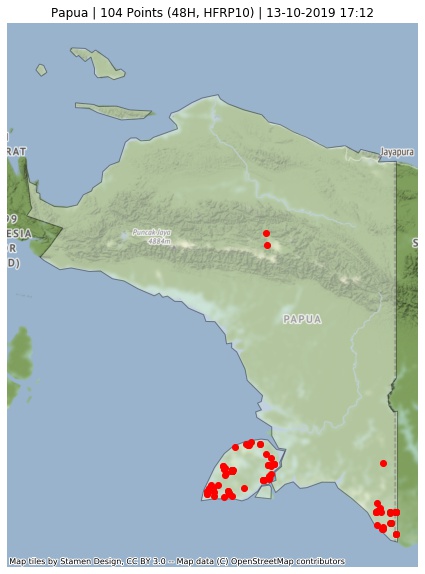 Papua | 104 Points (48H, HFRP10) | 13-10-2019 17:12
Jayapura
RAT
99
ESIA
R
D)
S
Puncak Jaya
4884m
PAPUA
Map tiles by Stamen Design, CC BY 3.0 -- Map data (C) OpenStreetMap contributors